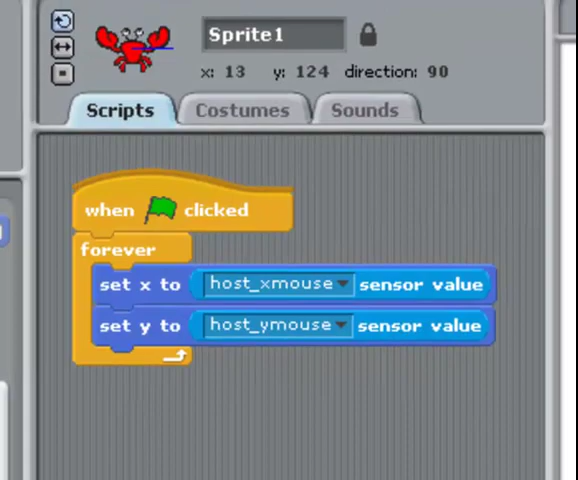 Sprite1
x: 13 y: 124 direction: 90
Scripts Costumes Sounds
when clicked
forever
set x to host_xmouse sensor value
set y to host_ymouse sensor value